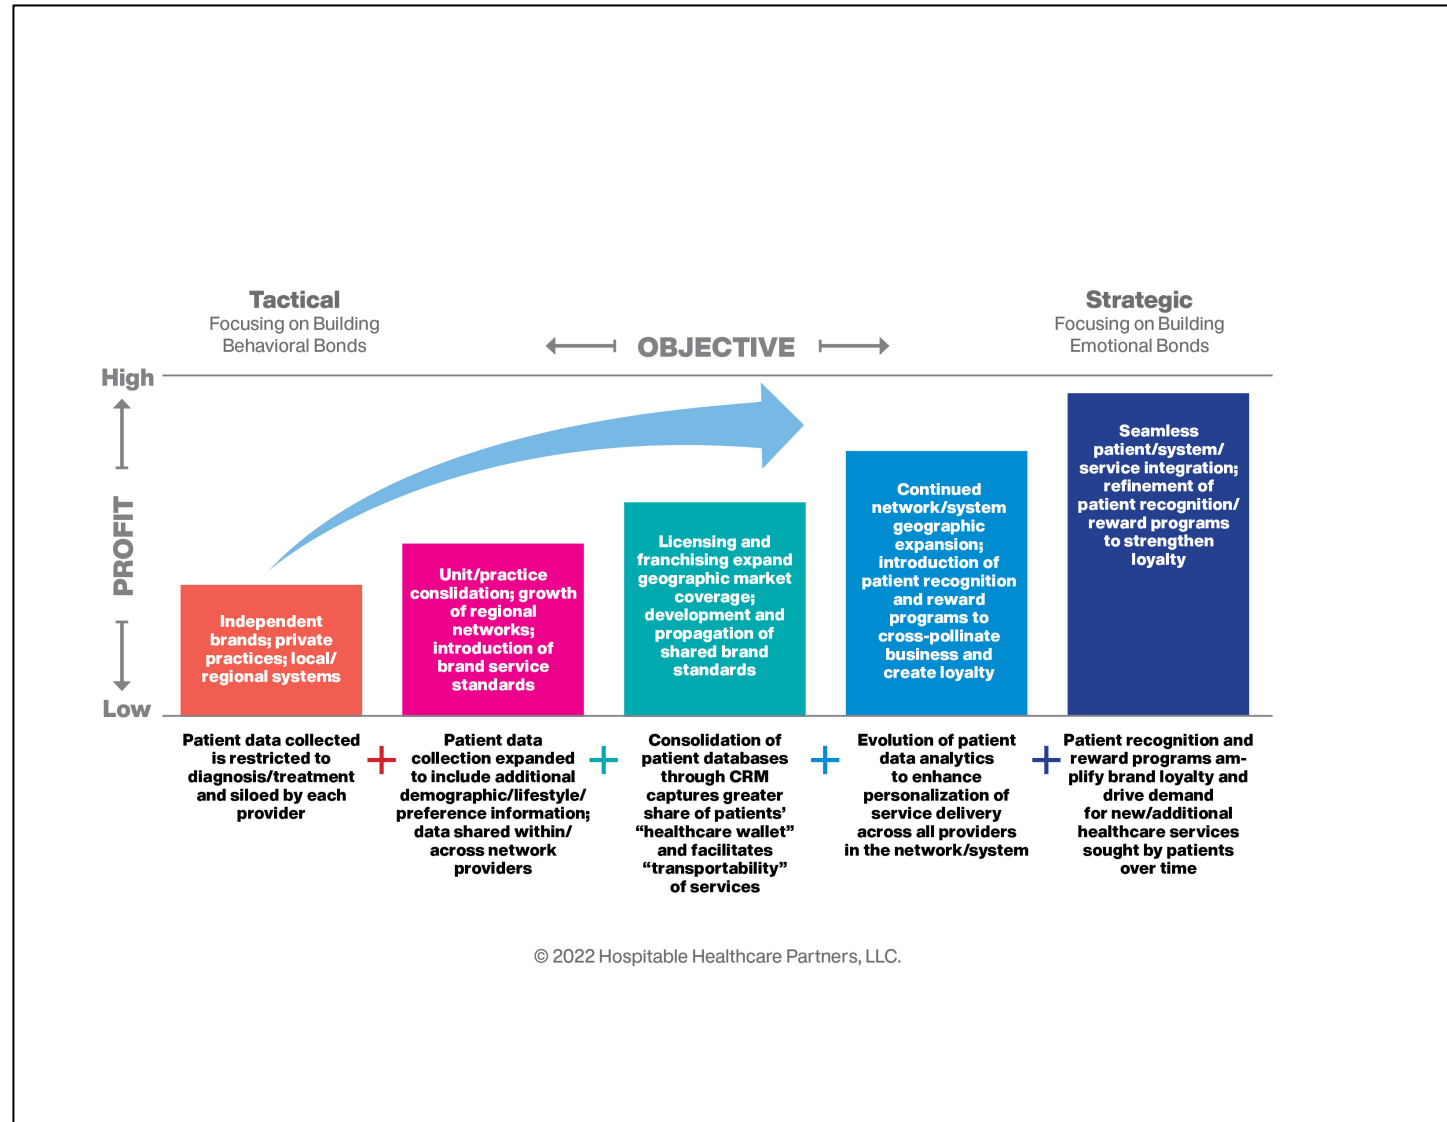 Tactical
Focusing on Building
Behavioral Bonds
OBJECTIVE
Strategic
Focusing on Building
Emotional Bonds
High
PROFIT
Low
Independent
brands; private
practices; local/
regional systems
Unit/practice
conslidation; growth
of regional
networks;
introduction of
brand service
standards
Licensing and
franchising expand
geographic market
coverage;
development and
propagation of
shared brand
standards
Continued
network/system
geographic
expansion;
introduction of
patient recognition
and reward
programs to
cross-pollinate
business and
create loyalty
Seamless
patient/system/
service integration;
refinement of
patient recognition/
reward programs
to strengthen
loyalty
Patient data collected
is restricted to
diagnosis/treatment
and siloed by each
provider
+
Patient data
collection expanded
to include additional
demographic/lifestyle/
preference information;
data shared within/
across network
providers
+
Consolidation of
patient databases
through CRM
captures greater
share of patients’
“healthcare wallet”
and facilitates
“transportability”
of services
+
Evolution of patient
data analytics
to enhance
personalization of
service delivery
across all providers
in the network/system
+
Patient recognition and
reward programs am-
plify brand loyalty and
drive demand
for new/additional
healthcare services
sought by patients
over time
© 2022 Hospitable Healthcare Partners, LLC.